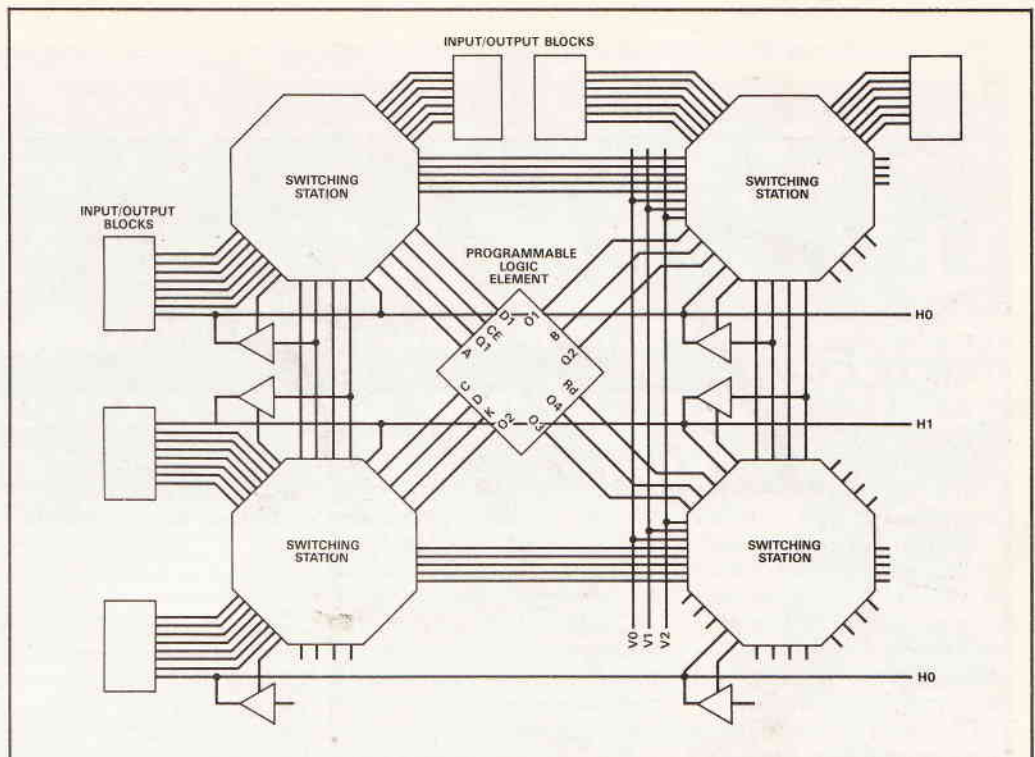 INPUT/OUTPUT BLOCKS
SWITCHING
STATION
SWITCHING
STATION
INPUT/OUTPUT
BLOCKS
PROGRAMMABLE
LOGIC
ELEMENT
D1
CE
Q1
A
O1
B
Q2
H0
C
D
K
O2
Rd
O4
O3
H1
SWITCHING
STATION
SWITCHING
STATION
V0
V1
V2
H0